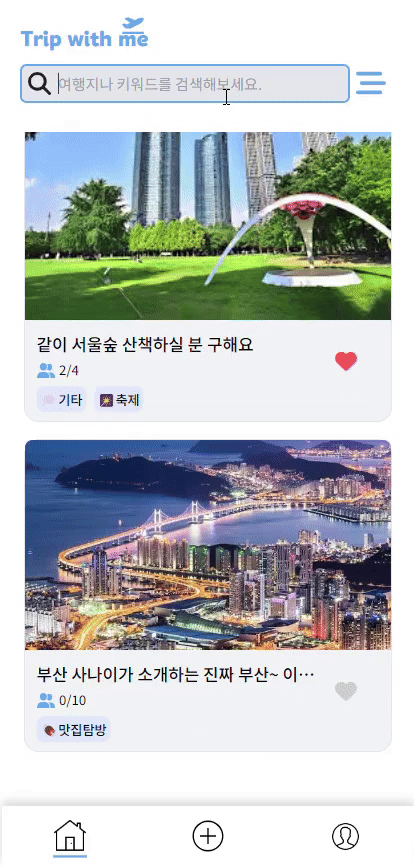 Trip with me
여행지나 키워드를 검색해보세요.
같이 서울숲 산책하실 분 구해요
2/4
기타 축제
부산 사나이가 소개하는 진짜 부산~ 이…
0/10
맛집탐방